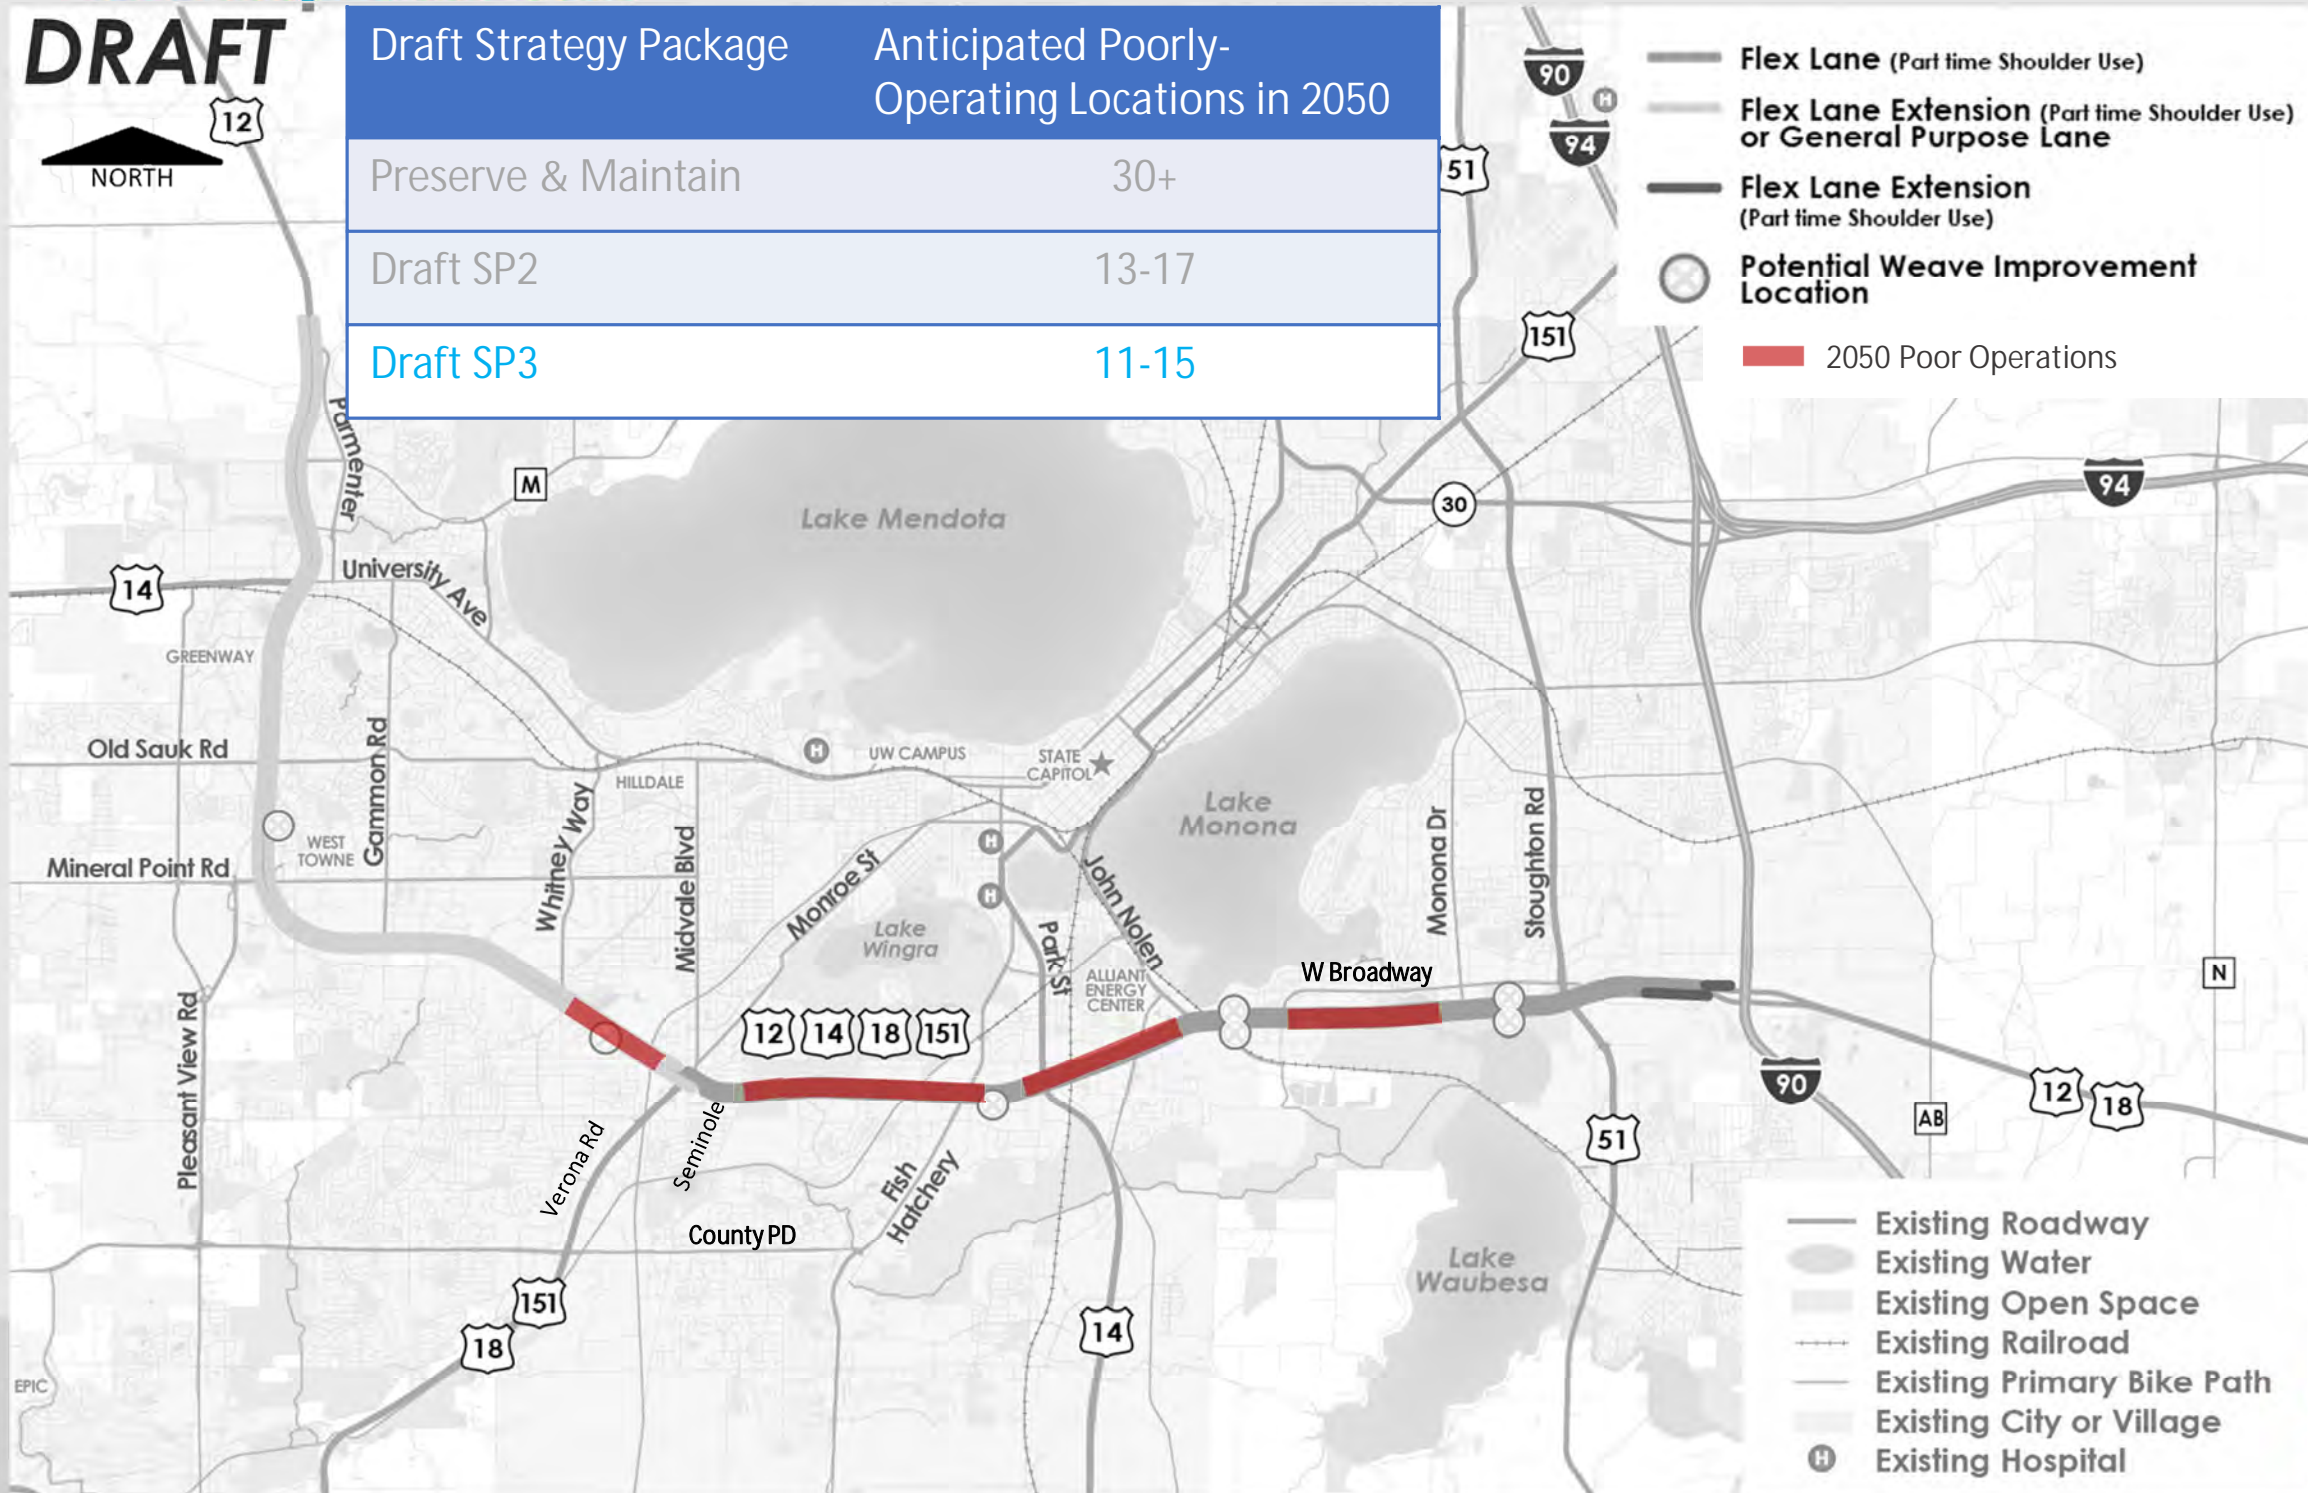 DRAFT
NORTH
Draft Strategy Package
Anticipated Poorly-
Operating Locations in 2050
Preserve & Maintain
30+
Draft SP2
13-17
Draft SP3
11-15
Flex Lane (Part time Shoulder Use)
Flex Lane Extension (Part time Shoulder Use)
or General Purpose Lane
Flex Lane Extension
(Part time Shoulder Use)
Potential Weave Improvement
Location
2050 Poor Operations
12
90
H
94
51
151
Parmenter
M
Lake Mendota
30
94
14
University Ave
GREENWAY
Old Sauk Rd
Gammon Rd
HILLDALE
H
UW CAMPUS
STATE
CAPITOL
WEST
TOWNE
Mineral Point Rd
Whitney Way
Midvale Blvd
Monroe St
H
H
Lake
Wingra
John Nolen
Park St
ALLIANT
ENERGY
CENTER
Lake
Monona
Monona Dr
Stoughton Rd
W Broadway
N
Pleasant View Rd
12
14
18
151
90
12
18
AB
51
Verona Rd
Seminole
Fish
Hatchery
County PD
Lake
Waubesa
151
18
14
EPIC
Existing Roadway
Existing Water
Existing Open Space
Existing Railroad
Existing Primary Bike Path
Existing City or Village
H
Existing Hospital